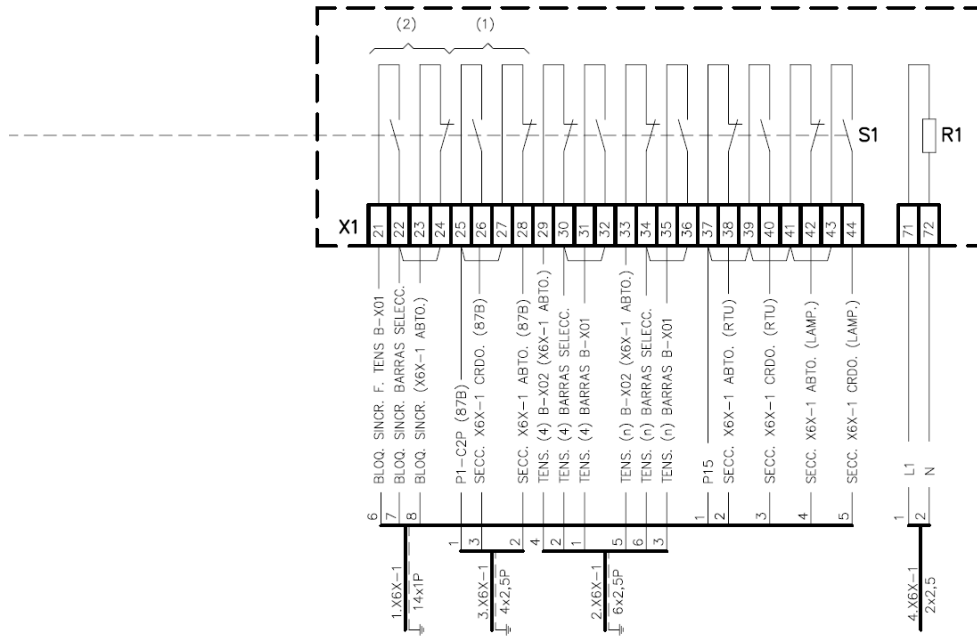 (2)
(1)
S1
R1
X1
21
22
23
24
25
26
27
28
29
30
31
32
33
34
35
36
37
38
39
40
41
42
43
44
71
72
BLOQ. SINCR. F. TENS B-X01
BLOQ. SINCR. BARRAS SELECC.
BLOQ. SINCR. (X6X-1 ABTO.)
P1-C2P (87B)
SECC. X6X-1 CRDO. (87B)
SECC. X6X-1 ABTO. (87B)
TENS. (4) B-X02 (X6X-1 ABTO.)
TENS. (4) BARRAS SELECC.
TENS. (4) BARRAS B-X01
TENS. (n) B-X02 (X6X-1 ABTO.)
TENS. (n) BARRAS SELECC.
TENS. (n) BARRAS B-X01
P15
SECC. X6X-1 ABTO. (RTU)
SECC. X6X-1 CRDO. (RTU)
SECC. X6X-1 ABTO. (LAMP.)
SECC. X6X-1 CRDO. (LAMP.)
L1
N
6
7
8
1
3
2
4
2
1
5
6
3
1
2
3
4
5
1
2
1.X6X-1
14x1P
3.X6X-1
4x2,5P
2.X6X-1
6x2,5P
4.X6X-1
2x2,5